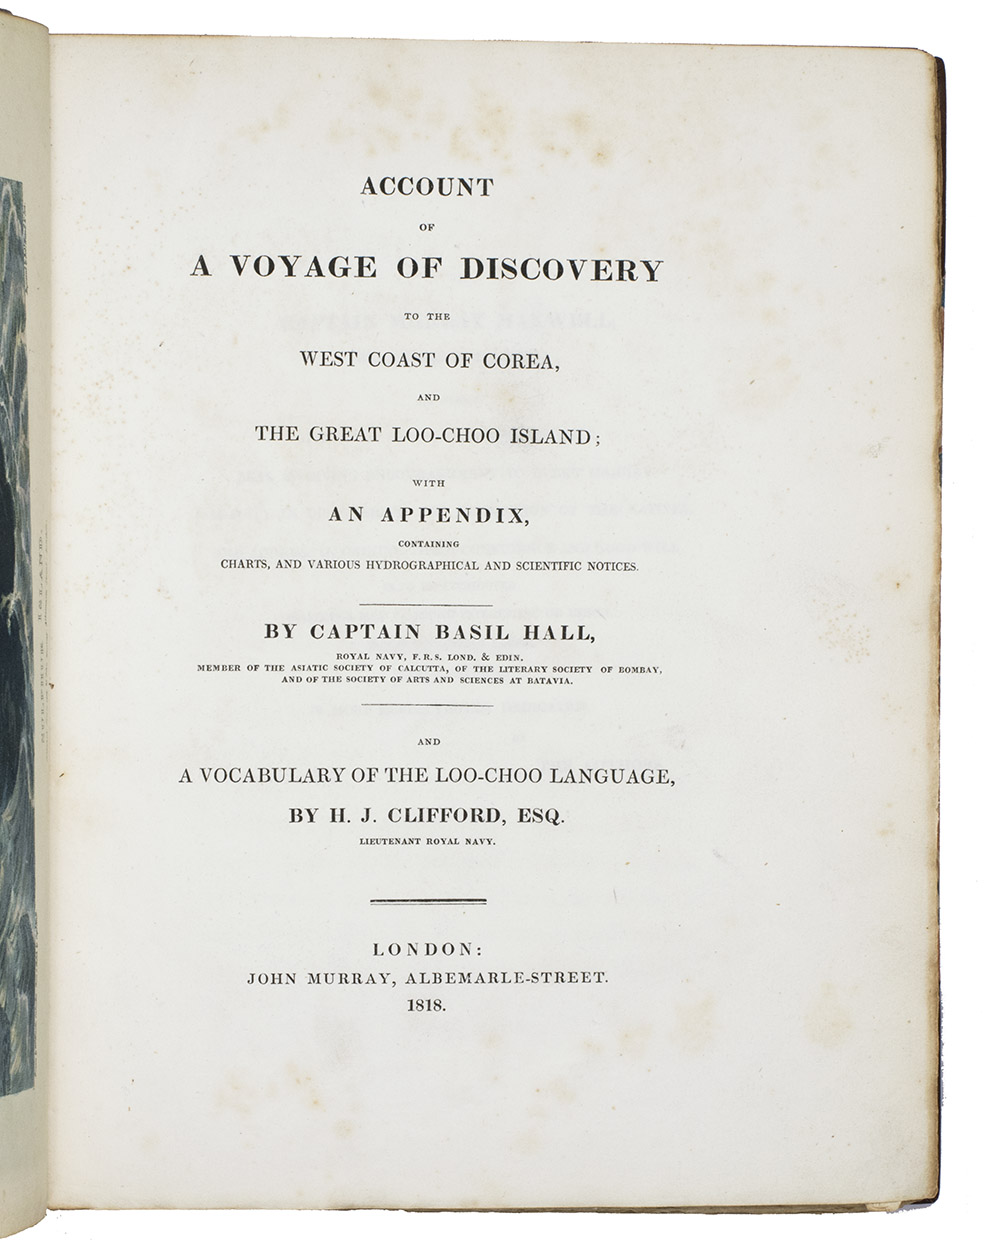 ACCOUNT
OF
A VOYAGE OF DISCOVERY
TO THE
WEST COAST OF COREA,
AND
THE GREAT LOO-CHOO ISLAND;
WITH
AN APPENDIX,
CONTAINING
CHARTS, AND VARIOUS HYDROGRAPHICAL AND SCIENTIFIC NOTICES.
BY CAPTAIN BASIL HALL,
ROYAL NAVY, F.R.S. LOND. & EDIN.
MEMBER OF THE ASIATIC SOCIETY OF CALCUTTA, OF THE LITERARY SOCIETY OF BOMBAY,
AND OF THE SOCIETY OF ARTS AND SCIENCES AT BATAVIA.
AND
A VOCABULARY OF THE LOO-CHOO LANGUAGE,
BY H. J. CLIFFORD, ESQ.
LIEUTENANT ROYAL NAVY.
LONDON:
JOHN MURRAY, ALBEMARLE-STREET.
1818.